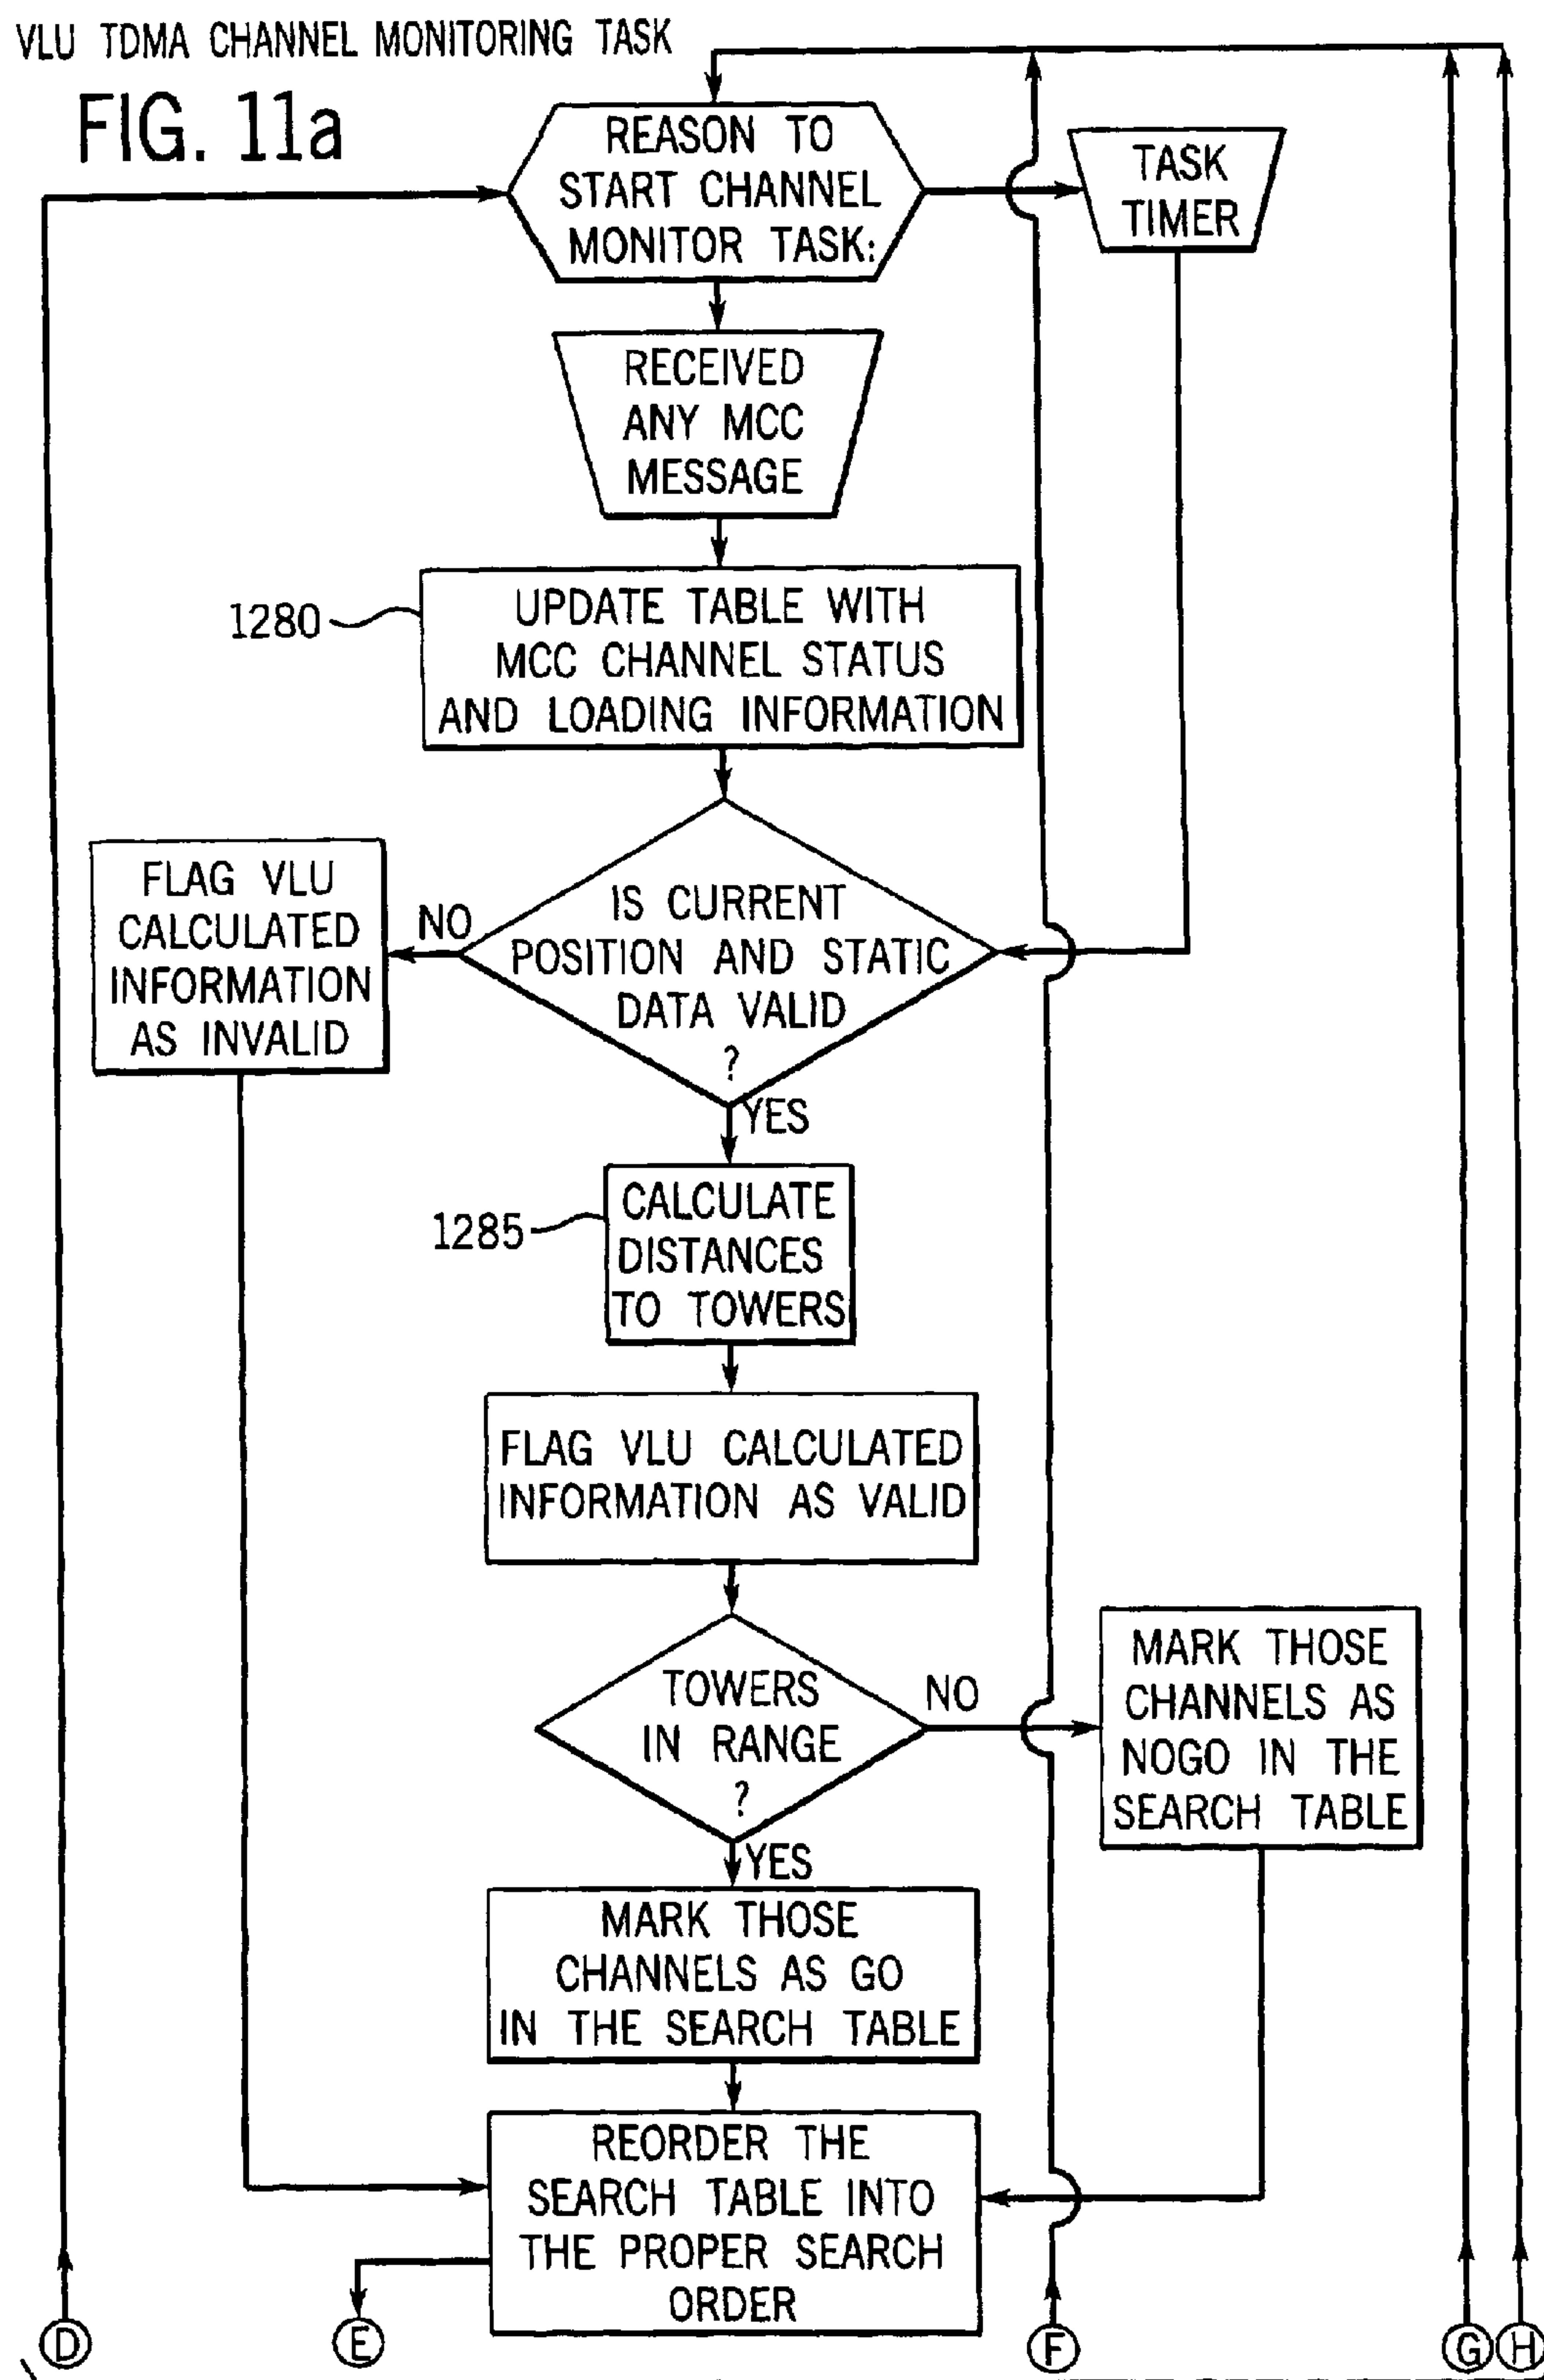 VLU TDMA CHANNEL MONITORING TASK
FIG. 11a
REASON TO
START CHANNEL
MONITOR TASK:
TASK
TIMER
RECEIVED
ANY MCC
MESSAGE
1280
UPDATE TABLE WITH
MCC CHANNEL STATUS
AND LOADING INFORMATION
FLAG VLU
CALCULATED
INFORMATION
AS INVALID
NO
IS CURRENT
POSITION AND STATIC
DATA VALID
?
YES
1285
CALCULATE
DISTANCES
TO TOWERS
FLAG VLU CALCULATED
INFORMATION AS VALID
TOWERS
IN RANGE
?
NO
MARK THOSE
CHANNELS AS
NOGO IN THE
SEARCH TABLE
YES
MARK THOSE
CHANNELS AS GO
IN THE SEARCH TABLE
REORDER THE
SEARCH TABLE INTO
THE PROPER SEARCH
ORDER
D
E
F
G
H